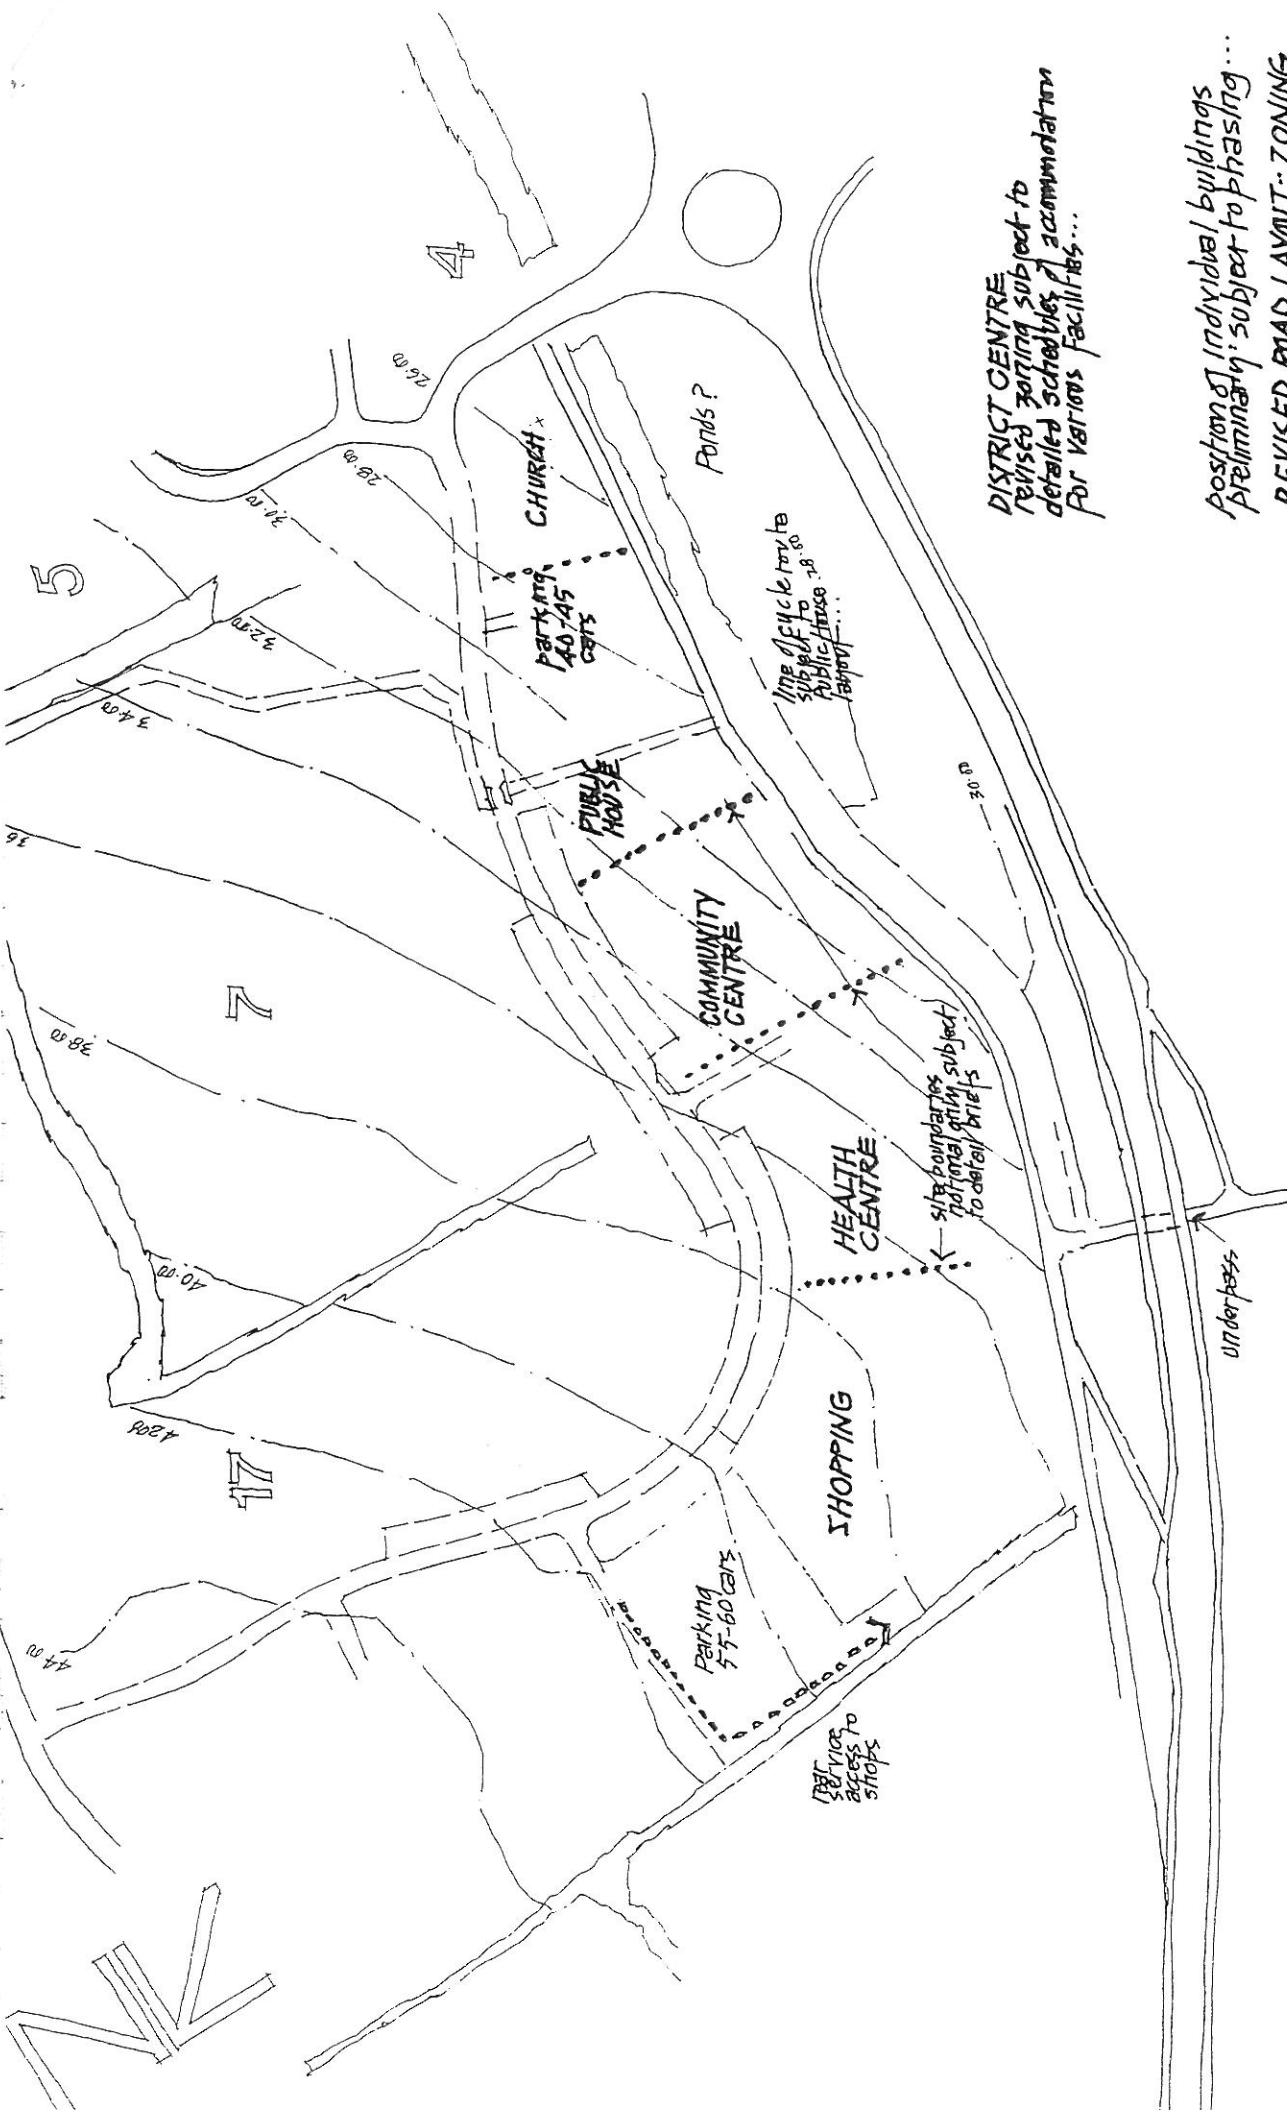 DISTRICT CENTRE
revised zoning subject to
detailed schedules of accommodation
for various facilities...
position of individual buildings
preliminary: subject to phasing...
REVISED ROAD LAYOUT: ZONING
4
5
7
17
26.00
28.00
30.00
32.00
34.00
36
38.00
40.00
4200
44.00
CHURCH
parking
40-45
cars
Ponds?
line of cycle route
subject to
Public House
layout....
28.00
30.00
PUBLIC
HOUSE
COMMUNITY
CENTRE
HEALTH
CENTRE
site boundaries
notional only subject
to detail briefs
SHOPPING
Parking
55-60 cars
rear
service
access to
shops
underpass